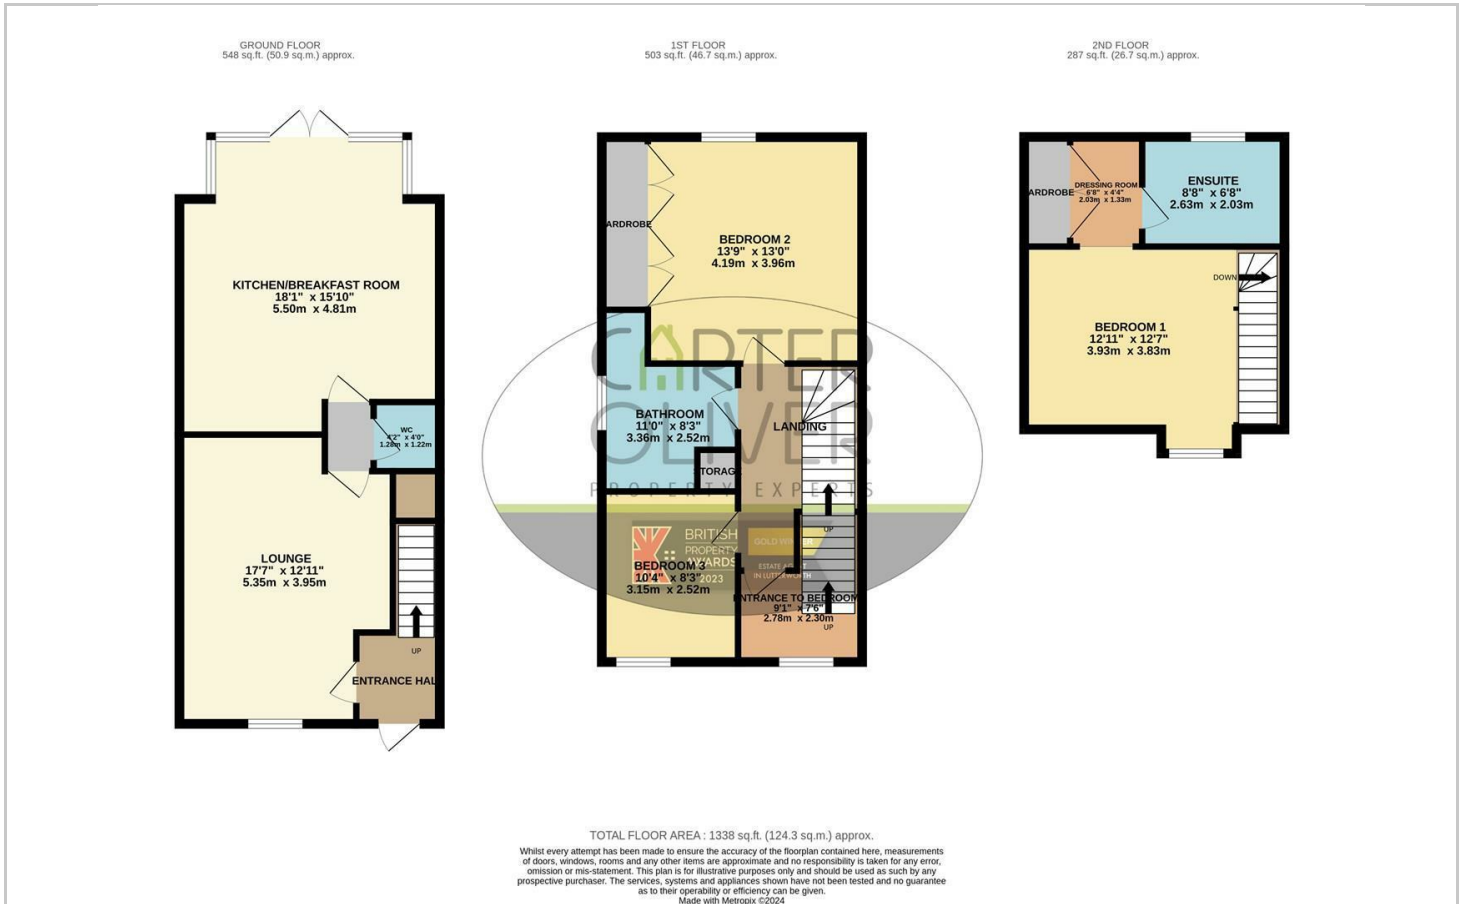 GROUND FLOOR
548 sq.ft. (50.9 sq.m.) approx.
1ST FLOOR
503 sq.ft. (46.7 sq.m.) approx.
2ND FLOOR
287 sq.ft. (26.7 sq.m.) approx.
KITCHEN/BREAKFAST ROOM
18'1" x 15'10"
5.50m x 4.81m
WC
4'2" x 4'0"
1.28m x 1.22m
LOUNGE
17'7" x 12'11"
5.35m x 3.95m
UP
ENTRANCE HAL
ARDROBE
BEDROOM 2
13'9" x 13'0"
4.19m x 3.96m
BATHROOM
11'0" x 8'3"
3.36m x 2.52m
LANDING
STORAG
UP
BEDROOM 3
10'4" x 8'3"
3.15m x 2.52m
ENTRANCE TO BEDROOM
9'1" x 7'6"
2.78m x 2.30m
UP
CARTER
OLIVER
PROPERTY EXPERTS
BRITISH
PROPERTY
AWARDS
2023
GOLD WINNER
ESTATE AGENT
IN LUTTERWORTH
ARDROBE
DRESSING ROOM
6'8" x 4'4"
2.03m x 1.33m
ENSUITE
8'8" x 6'8"
2.63m x 2.03m
DOWN
BEDROOM 1
12'11" x 12'7"
3.93m x 3.83m
TOTAL FLOOR AREA : 1338 sq.ft. (124.3 sq.m.) approx.
Whilst every attempt has been made to ensure the accuracy of the floorplan contained here, measurements
of doors, windows, rooms and any other items are approximate and no responsibility is taken for any error,
omission or mis-statement. This plan is for illustrative purposes only and should be used as such by any
prospective purchaser. The services, systems and appliances shown have not been tested and no guarantee
as to their operability or efficiency can be given.
Made with Metropix ©2024